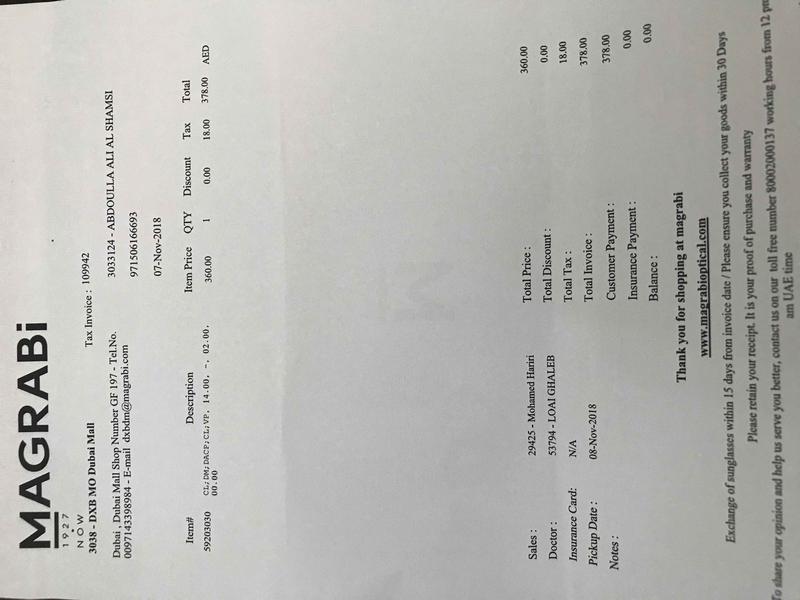 MAGRABi
1927
NOW
3038 - DXB MO Dubai Mall
Tax Invoice : 109942
Dubai , Dubai Mall Shop Number GF 197 - Tel.No.
0097143398984 - E-mail dxbdm@magrabi.com
3033124 - ABDOULLA ALI AL SHAMSI
971506166693
07-Nov-2018
Item# Description Item Price QTY Discount Tax Total
59203030 CL;DM;DACP;CL;VP, 14.00, -, 02.00, 360.00 1 0.00 18.00 378.00 AED
00.00
Sales : 29425 - Mohamed Hariri
Doctor : 53794 - LOAI GHALEB
Insurance Card: N/A
Pickup Date : 08-Nov-2018
Notes :
Total Price : 360.00
Total Discount : 0.00
Total Tax : 18.00
Total Invoice : 378.00
Customer Payment : 378.00
Insurance Payment : 0.00
Balance : 0.00
Thank you for shopping at magrabi
www.magrabioptical.com
Exchange of sunglasses within 15 days from invoice date / Please ensure you collect your goods within 30 Days
Please retain your receipt. It is your proof of purchase and warranty
To share your opinion and help us serve you better, contact us on our toll free number 80002000137 working hours from 12 pm
am UAE time